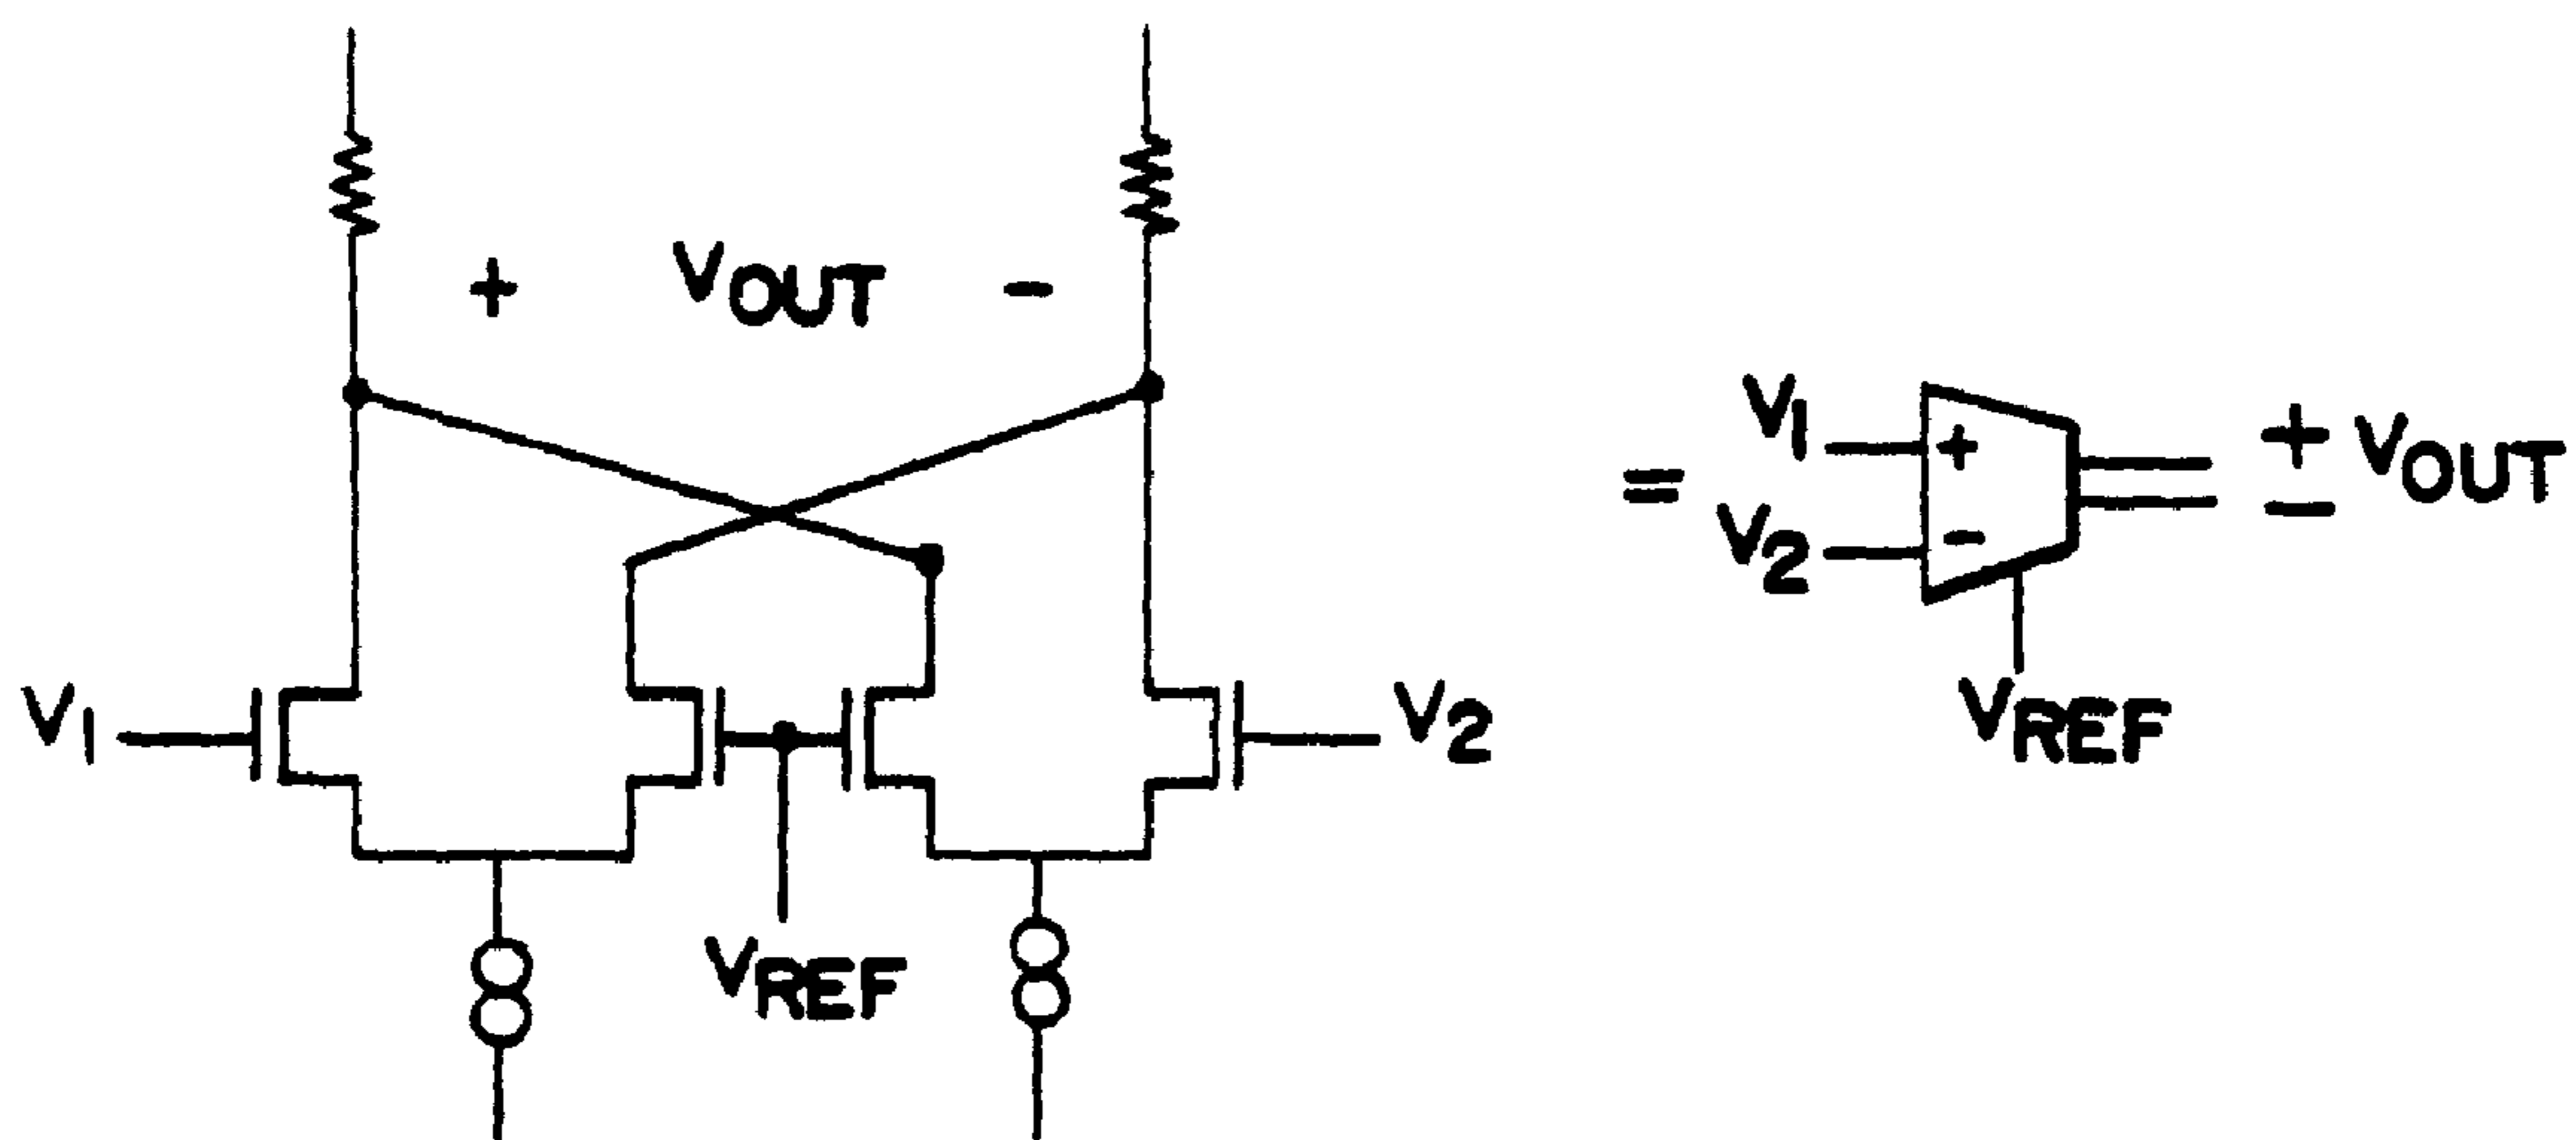 + VOUT -
V1
V2
VREF
=
V1
+
V2
-
+ VOUT
-
VREF